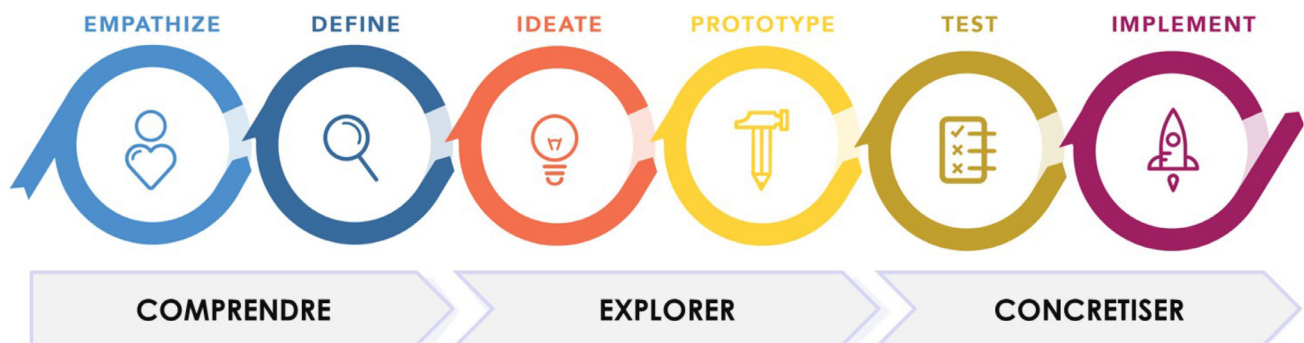 EMPATHIZE DEFINE IDEATE PROTOTYPE TEST IMPLEMENT
COMPRENDRE EXPLORER CONCRETISER